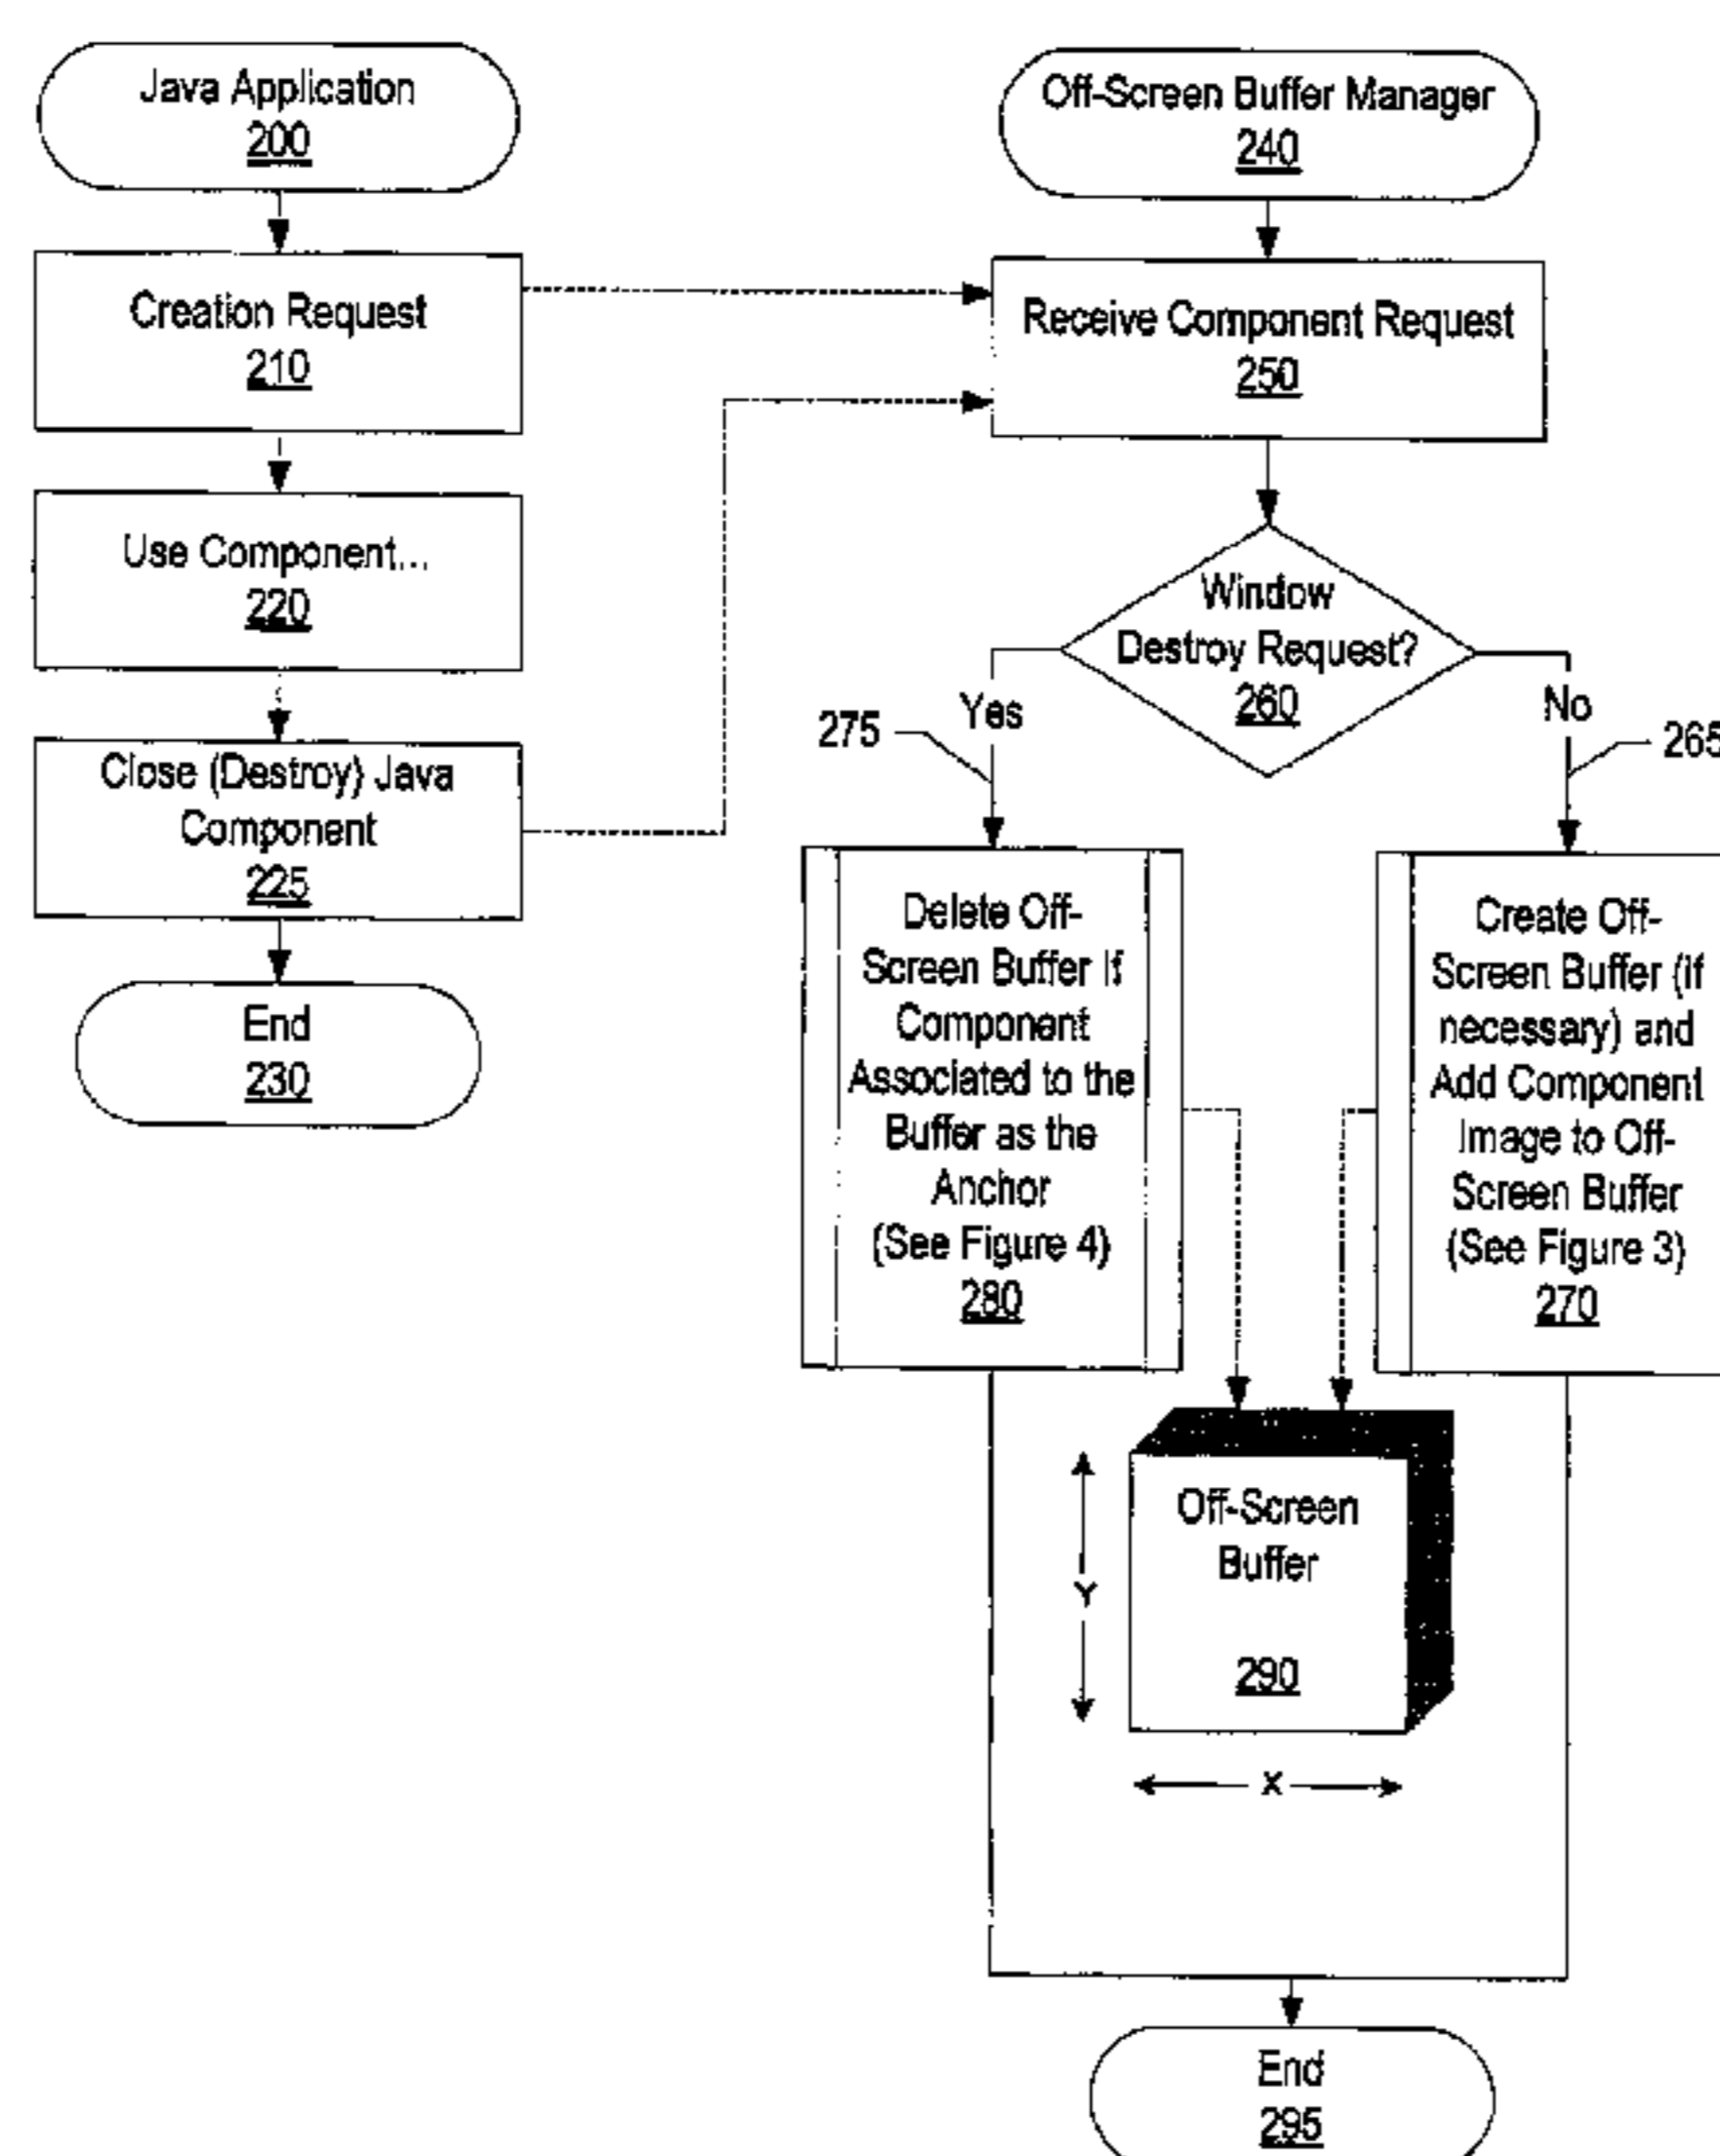 Java Application
200
Creation Request
210
Use Component...
220
Close (Destroy) Java
Component
225
End
230
Off-Screen Buffer Manager
240
Receive Component Request
250
Window
Destroy Request?
260
Yes
275
No
265
Delete Off-
Screen Buffer If
Component
Associated to the
Buffer as the
Anchor
(See Figure 4)
280
Create Off-
Screen Buffer (if
necessary) and
Add Component
Image to Off-
Screen Buffer
(See Figure 3)
270
Off-Screen
Buffer
290
Y
X
End
295